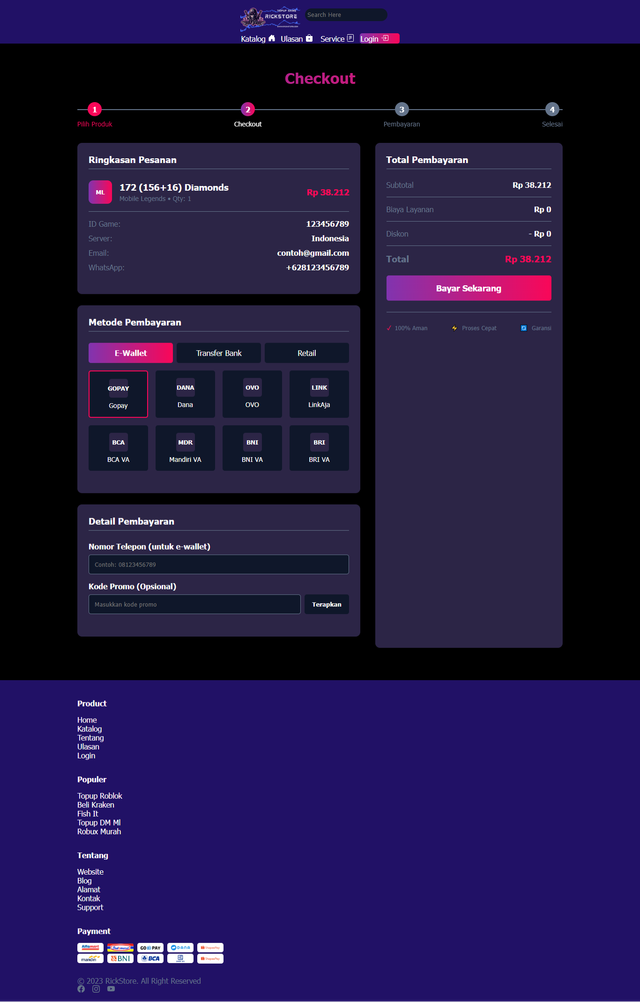 RICKSTORE
Search Here
Katalog Ulasan Service Login
Checkout
1 2 3 4
Pilih Produk Checkout Pembayaran Selesai
Ringkasan Pesanan
ML 172 (156+16) Diamonds Rp 38.212
Mobile Legends • Qty: 1
ID Game: 123456789
Server: Indonesia
Email: contoh@gmail.com
WhatsApp: +628123456789
Total Pembayaran
Subtotal Rp 38.212
Biaya Layanan Rp 0
Diskon - Rp 0
Total Rp 38.212
Bayar Sekarang
✓ 100% Aman Proses Cepat Garansi
Metode Pembayaran
E-Wallet Transfer Bank Retail
GOPAY DANA OVO LINK
Gopay Dana OVO LinkAja
BCA MDR BNI BRI
BCA VA Mandiri VA BNI VA BRI VA
Detail Pembayaran
Nomor Telepon (untuk e-wallet)
Contoh: 08123456789
Kode Promo (Opsional)
Masukkan kode promo Terapkan
Product
Home
Katalog
Tentang
Ulasan
Login
Populer
Topup Roblok
Beli Kraken
Fish It
Topup DM Ml
Robux Murah
Tentang
Website
Blog
Alamat
Kontak
Support
Payment
GO PAY
BNI BCA
© 2023 RickStore. All Right Reserved